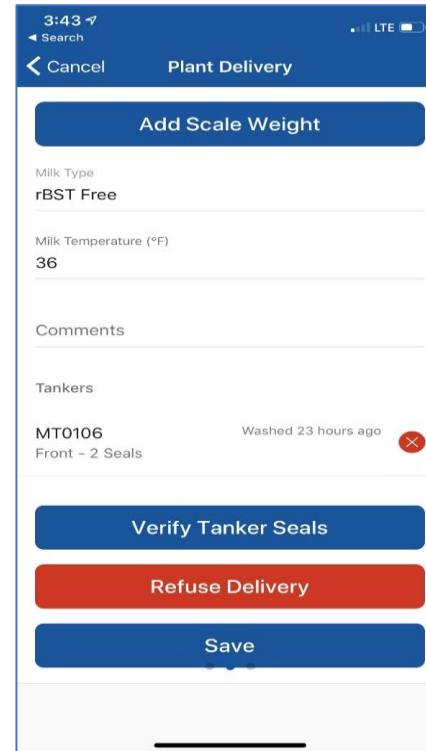 3:43
Search
LTE
Cancel
Plant Delivery
Add Scale Weight
Milk Type
rBST Free
Milk Temperature (°F)
36
Comments
Tankers
MT0106
Washed 23 hours ago
Front - 2 Seals
Verify Tanker Seals
Refuse Delivery
Save